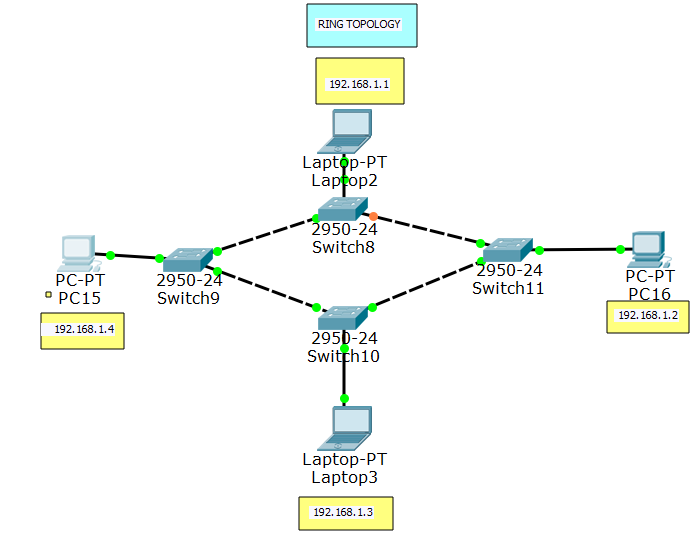 RING TOPOLOGY
192.168.1.1
Laptop-PT
Laptop2
2950-24
Switch8
PC-PT
PC15
192.168.1.4
2950-24
Switch9
2950-24
Switch11
PC-PT
PC16
192.168.1.2
2950-24
Switch10
Laptop-PT
Laptop3
192.168.1.3